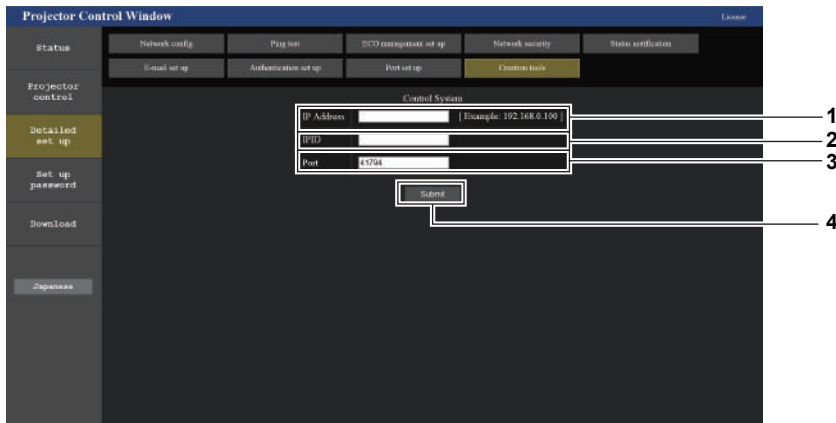 Projector Control Window
License
Status
Projector
control
Detailed
set up
Set up
password
Download
Japanese
Network config
Ping test
ECO management set up
Network security
Status notification
E-mail set up
Authentication set up
Port set up
Crestron tools
Control System
IP Address
[ Example: 192.168.0.100 ]
1
IPID
2
Port
41794
3
Submit
4